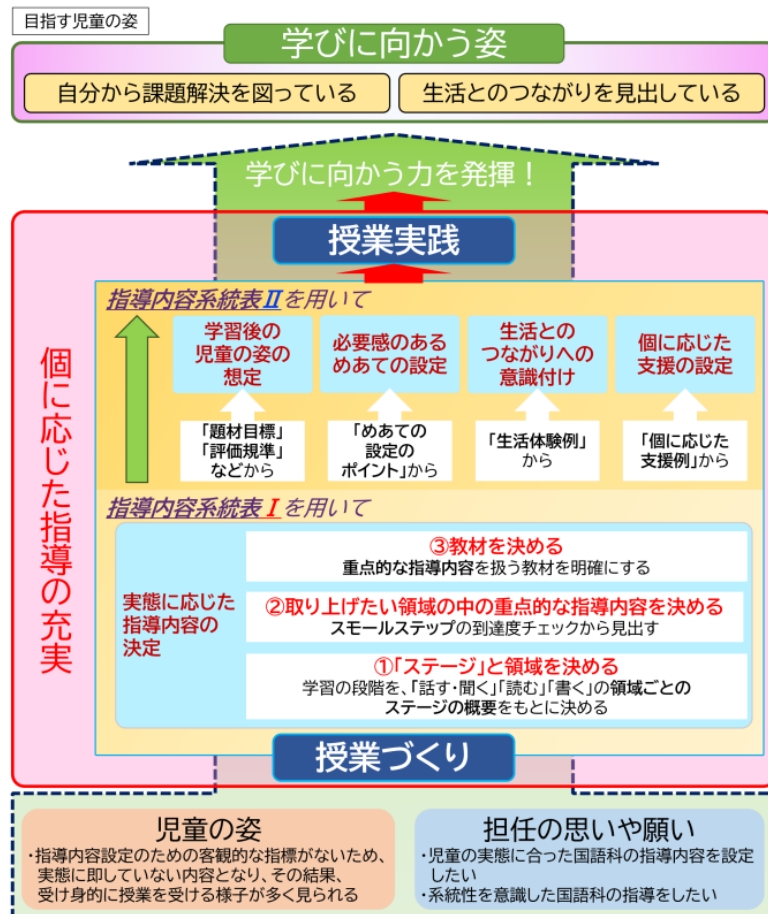 目指す児童の姿
学びに向かう姿
自分から課題解決を図っている
生活とのつながりを見出している
学びに向かう力を発揮！
授業実践
個に応じた指導の充実
指導内容系統表Ⅱを用いて
学習後の
児童の姿の
想定
必要感のある
めあての設定
生活との
つながりへの
意識付け
個に応じた
支援の設定
「題材目標」
「評価規準」
などから
「めあての
設定の
ポイント」から
「生活体験例」
から
「個に応じた
支援例」から
指導内容系統表Ⅰを用いて
実態に応じた
指導内容の
決定
③教材を決める
重点的な指導内容を扱う教材を明確にする
②取り上げたい領域の中の重点的な指導内容を決める
スモールステップの到達度チェックから見出す
①「ステージ」と領域を決める
学習の段階を、「話す・聞く」「読む」「書く」の領域ごとの
ステージの概要をもとに決める
授業づくり
児童の姿
・指導内容設定のための客観的な指標がないため、
実態に即していない内容となり、その結果、
受け身的に授業を受ける様子が多く見られる
担任の思いや願い
・児童の実態に合った国語科の指導内容を設定
したい
・系統性を意識した国語科の指導をしたい